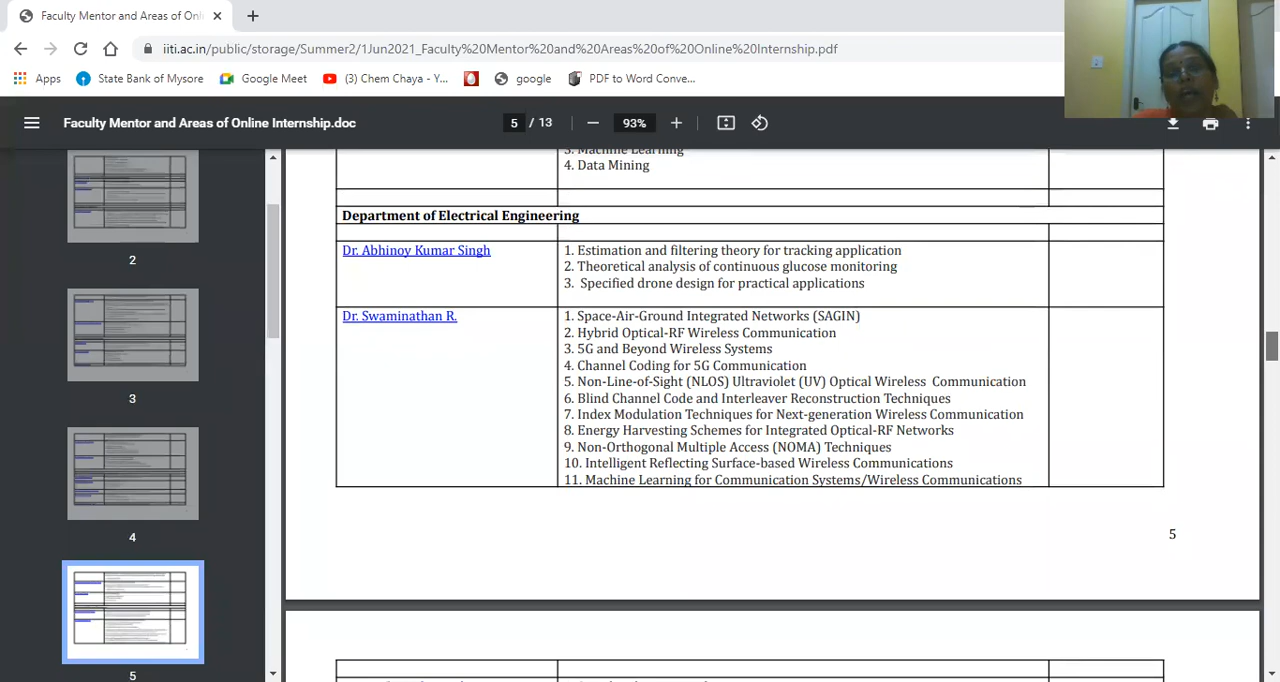 Faculty Mentor and Areas of Onl
iiti.ac.in/public/storage/Summer2/1Jun2021_Faculty%20Mentor%20and%20Areas%20of%20Online%20Internship.pdf
Apps State Bank of Mysore Google Meet (3) Chem Chaya - Y... google PDF to Word Conve...
Faculty Mentor and Areas of Online Internship.doc 5 / 13 93%
3. Machine Learning
4. Data Mining
Department of Electrical Engineering
Dr. Abhinoy Kumar Singh
1. Estimation and filtering theory for tracking application
2. Theoretical analysis of continuous glucose monitoring
3. Specified drone design for practical applications
Dr. Swaminathan R.
1. Space-Air-Ground Integrated Networks (SAGIN)
2. Hybrid Optical-RF Wireless Communication
3. 5G and Beyond Wireless Systems
4. Channel Coding for 5G Communication
5. Non-Line-of-Sight (NLOS) Ultraviolet (UV) Optical Wireless Communication
6. Blind Channel Code and Interleaver Reconstruction Techniques
7. Index Modulation Techniques for Next-generation Wireless Communication
8. Energy Harvesting Schemes for Integrated Optical-RF Networks
9. Non-Orthogonal Multiple Access (NOMA) Techniques
10. Intelligent Reflecting Surface-based Wireless Communications
11. Machine Learning for Communication Systems/Wireless Communications
5
2
3
4
5